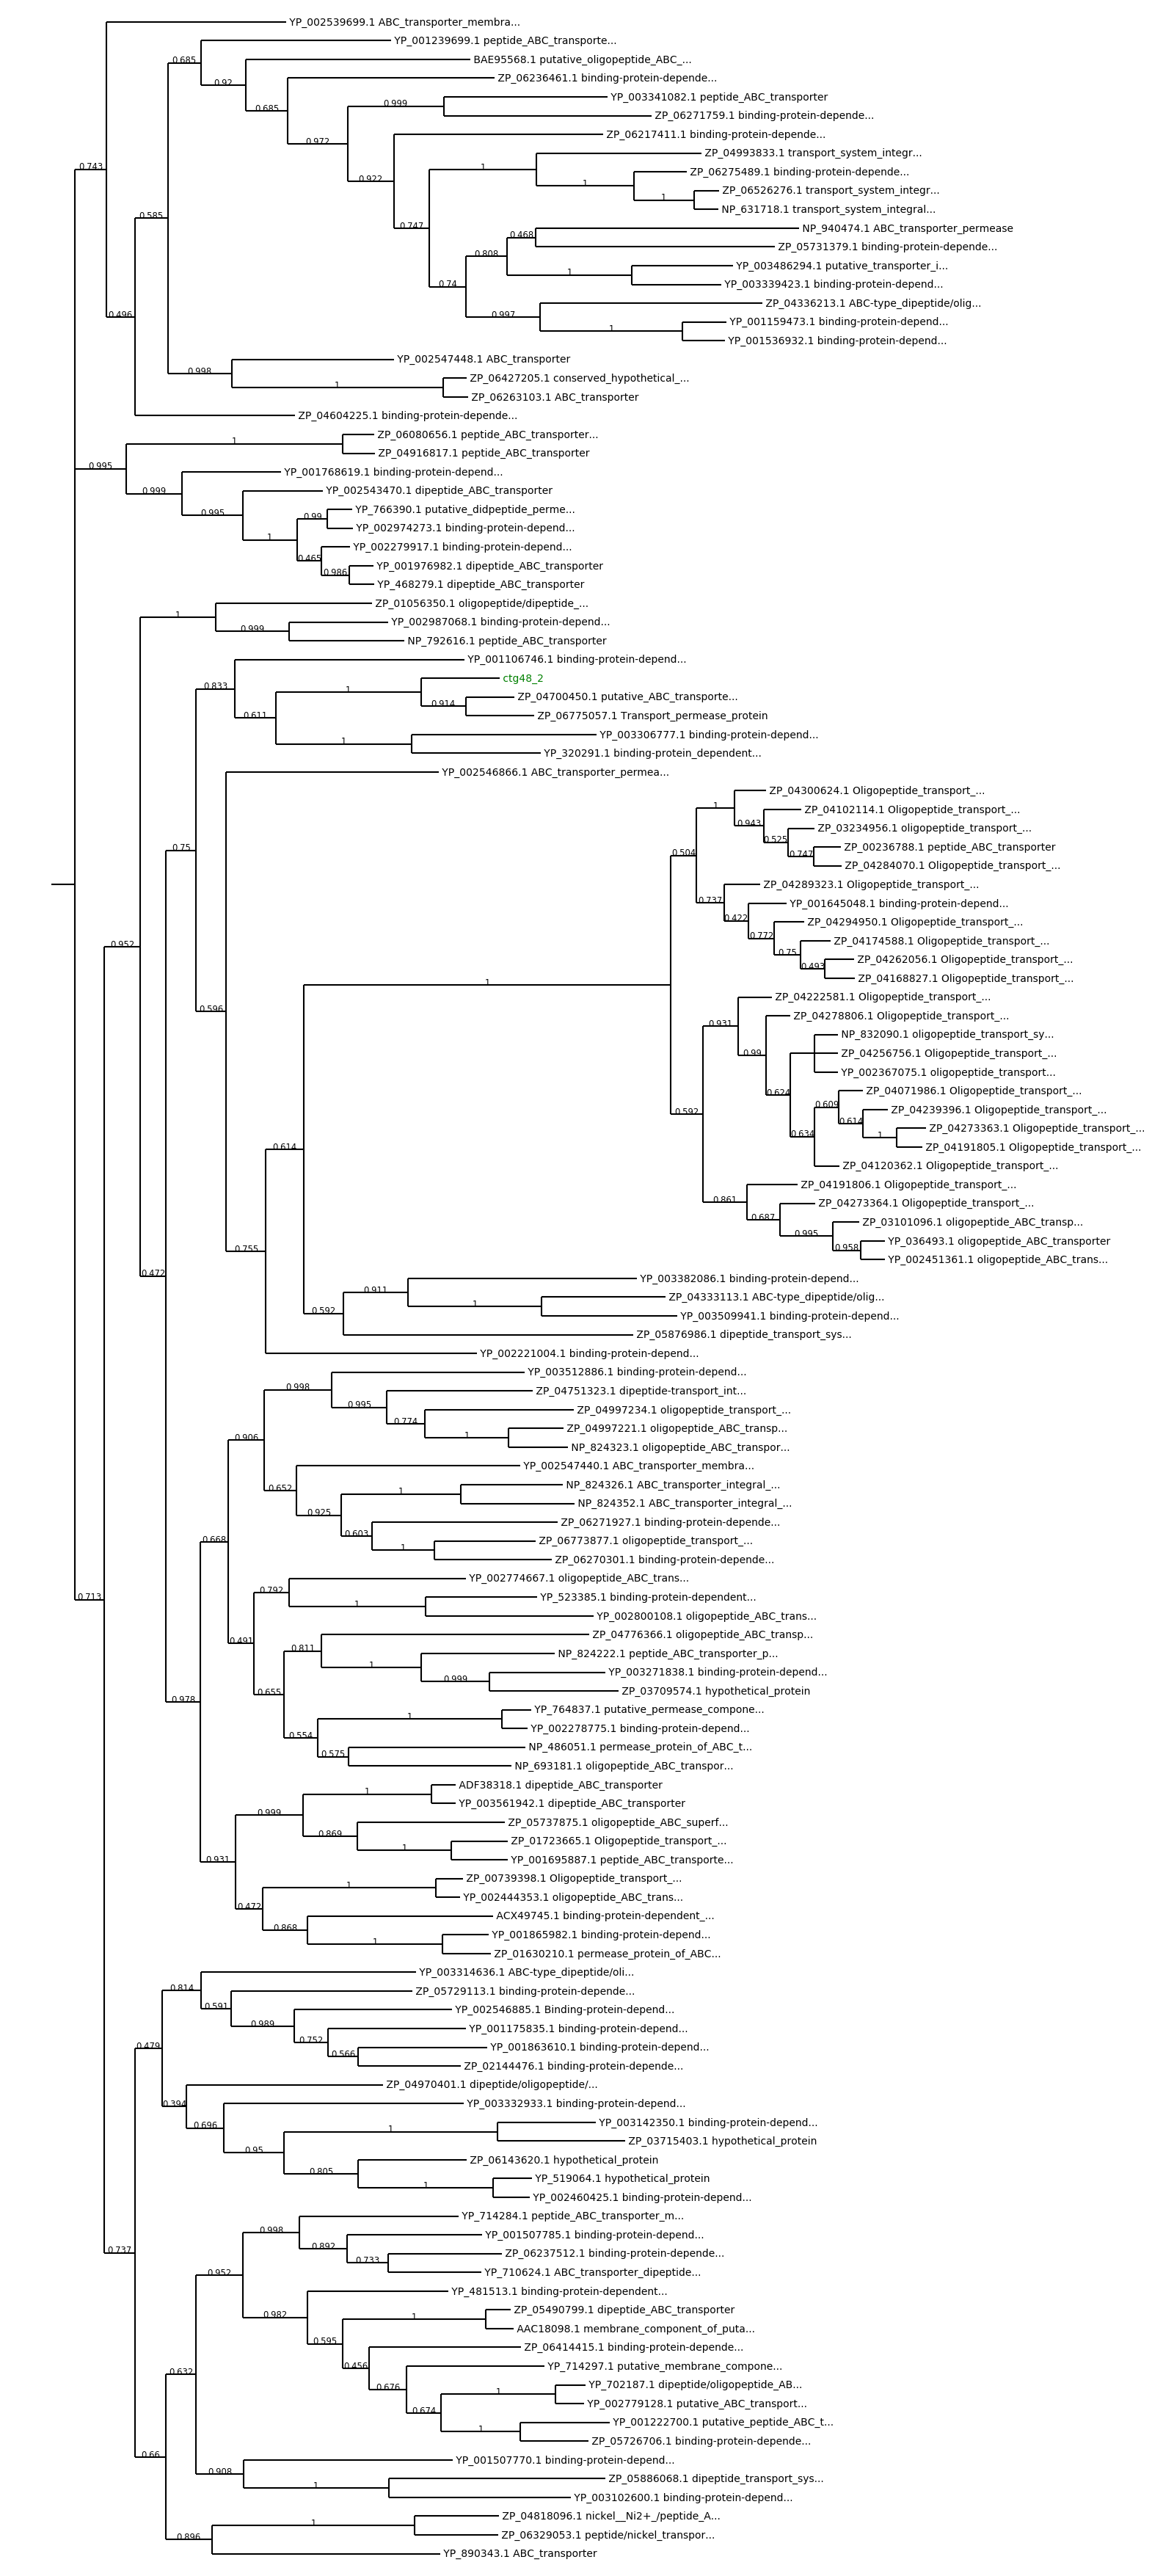 YP_002539699.1 ABC_transporter_membra...
YP_001239699.1 peptide_ABC_transporte...
0.685
BAE95568.1 putative_oligopeptide_ABC_...
0.92
ZP_06236461.1 binding-protein-depende...
YP_003341082.1 peptide_ABC_transporter
0.999
0.685
ZP_06271759.1 binding-protein-depende...
ZP_06217411.1 binding-protein-depende...
0.972
ZP_04993833.1 transport_system_integr...
0.743
1
ZP_06275489.1 binding-protein-depende...
0.922
1
ZP_06526276.1 transport_system_integr...
1
NP_631718.1 transport_system_integral...
0.585
0.747
NP_940474.1 ABC_transporter_permease
0.468
ZP_05731379.1 binding-protein-depende...
0.808
YP_003486294.1 putative_transporter_i...
1
YP_003339423.1 binding-protein-depend...
0.74
ZP_04336213.1 ABC-type_dipeptide/olig...
0.496
0.997
YP_001159473.1 binding-protein-depend...
1
YP_001536932.1 binding-protein-depend...
YP_002547448.1 ABC_transporter
0.998
ZP_06427205.1 conserved_hypothetical_...
1
ZP_06263103.1 ABC_transporter
ZP_04604225.1 binding-protein-depende...
ZP_06080656.1 peptide_ABC_transporter...
1
ZP_04916817.1 peptide_ABC_transporter
0.995
YP_001768619.1 binding-protein-depend...
0.999
YP_002543470.1 dipeptide_ABC_transporter
0.995
YP_766390.1 putative_didpeptide_perme...
0.99
YP_002974273.1 binding-protein-depend...
1
YP_002279917.1 binding-protein-depend...
0.465
YP_001976982.1 dipeptide_ABC_transporter
0.986
YP_468279.1 dipeptide_ABC_transporter
ZP_01056350.1 oligopeptide/dipeptide_...
1
YP_002987068.1 binding-protein-depend...
0.999
NP_792616.1 peptide_ABC_transporter
YP_001106746.1 binding-protein-depend...
ctg48_2
0.833
1
ZP_04700450.1 putative_ABC_transporte...
0.914
0.611
ZP_06775057.1 Transport_permease_protein
YP_003306777.1 binding-protein-depend...
1
YP_320291.1 binding-protein_dependent...
YP_002546866.1 ABC_transporter_permea...
ZP_04300624.1 Oligopeptide_transport_...
1
ZP_04102114.1 Oligopeptide_transport_...
0.943
ZP_03234956.1 oligopeptide_transport_...
0.525
ZP_00236788.1 peptide_ABC_transporter
0.75
0.504
0.747
ZP_04284070.1 Oligopeptide_transport_...
ZP_04289323.1 Oligopeptide_transport_...
0.737
YP_001645048.1 binding-protein-depend...
0.422
ZP_04294950.1 Oligopeptide_transport_...
0.772
ZP_04174588.1 Oligopeptide_transport_...
0.952
0.75
ZP_04262056.1 Oligopeptide_transport_...
0.493
ZP_04168827.1 Oligopeptide_transport_...
1
ZP_04222581.1 Oligopeptide_transport_...
0.596
ZP_04278806.1 Oligopeptide_transport_...
0.931
NP_832090.1 oligopeptide_transport_sy...
0.99
ZP_04256756.1 Oligopeptide_transport_...
YP_002367075.1 oligopeptide_transport...
0.624
ZP_04071986.1 Oligopeptide_transport_...
0.609
ZP_04239396.1 Oligopeptide_transport_...
0.592
0.614
ZP_04273363.1 Oligopeptide_transport_...
0.634
1
ZP_04191805.1 Oligopeptide_transport_...
0.614
ZP_04120362.1 Oligopeptide_transport_...
ZP_04191806.1 Oligopeptide_transport_...
0.861
ZP_04273364.1 Oligopeptide_transport_...
0.687
ZP_03101096.1 oligopeptide_ABC_transp...
0.995
YP_036493.1 oligopeptide_ABC_transporter
0.755
0.958
YP_002451361.1 oligopeptide_ABC_trans...
0.472
YP_003382086.1 binding-protein-depend...
0.911
ZP_04333113.1 ABC-type_dipeptide/olig...
0.592
1
YP_003509941.1 binding-protein-depend...
ZP_05876986.1 dipeptide_transport_sys...
YP_002221004.1 binding-protein-depend...
YP_003512886.1 binding-protein-depend...
0.998
ZP_04751323.1 dipeptide-transport_int...
0.995
ZP_04997234.1 oligopeptide_transport_...
0.774
ZP_04997221.1 oligopeptide_ABC_transp...
0.906
1
NP_824323.1 oligopeptide_ABC_transpor...
YP_002547440.1 ABC_transporter_membra...
0.652
NP_824326.1 ABC_transporter_integral_...
1
NP_824352.1 ABC_transporter_integral_...
0.925
ZP_06271927.1 binding-protein-depende...
0.603
0.668
ZP_06773877.1 oligopeptide_transport_...
1
ZP_06270301.1 binding-protein-depende...
YP_002774667.1 oligopeptide_ABC_trans...
0.713
0.792
YP_523385.1 binding-protein-dependent...
1
YP_002800108.1 oligopeptide_ABC_trans...
ZP_04776366.1 oligopeptide_ABC_transp...
0.491
0.811
NP_824222.1 peptide_ABC_transporter_p...
1
YP_003271838.1 binding-protein-depend...
0.999
0.655
ZP_03709574.1 hypothetical_protein
0.978
YP_764837.1 putative_permease_compone...
1
YP_002278775.1 binding-protein-depend...
0.554
NP_486051.1 permease_protein_of_ABC_t...
0.575
NP_693181.1 oligopeptide_ABC_transpor...
ADF38318.1 dipeptide_ABC_transporter
1
YP_003561942.1 dipeptide_ABC_transporter
0.999
ZP_05737875.1 oligopeptide_ABC_superf...
0.869
ZP_01723665.1 Oligopeptide_transport_...
1
0.931
YP_001695887.1 peptide_ABC_transporte...
ZP_00739398.1 Oligopeptide_transport_...
1
YP_002444353.1 oligopeptide_ABC_trans...
0.472
ACX49745.1 binding-protein-dependent_...
0.868
YP_001865982.1 binding-protein-depend...
1
ZP_01630210.1 permease_protein_of_ABC...
YP_003314636.1 ABC-type_dipeptide/oli...
0.814
ZP_05729113.1 binding-protein-depende...
0.591
YP_002546885.1 Binding-protein-depend...
0.989
YP_001175835.1 binding-protein-depend...
0.479
0.752
YP_001863610.1 binding-protein-depend...
0.566
ZP_02144476.1 binding-protein-depende...
ZP_04970401.1 dipeptide/oligopeptide/...
0.394
YP_003332933.1 binding-protein-depend...
0.696
YP_003142350.1 binding-protein-depend...
1
ZP_03715403.1 hypothetical_protein
0.95
ZP_06143620.1 hypothetical_protein
0.805
YP_519064.1 hypothetical_protein
1
YP_002460425.1 binding-protein-depend...
YP_714284.1 peptide_ABC_transporter_m...
0.998
YP_001507785.1 binding-protein-depend...
0.737
0.892
ZP_06237512.1 binding-protein-depende...
0.733
YP_710624.1 ABC_transporter_dipeptide...
0.952
YP_481513.1 binding-protein-dependent...
ZP_05490799.1 dipeptide_ABC_transporter
0.982
1
AAC18098.1 membrane_component_of_puta...
0.595
ZP_06414415.1 binding-protein-depende...
0.456
YP_714297.1 putative_membrane_compone...
0.632
YP_702187.1 dipeptide/oligopeptide_AB...
0.676
1
YP_002779128.1 putative_ABC_transport...
0.674
YP_001222700.1 putative_peptide_ABC_t...
1
ZP_05726706.1 binding-protein-depende...
0.66
YP_001507770.1 binding-protein-depend...
0.908
ZP_05886068.1 dipeptide_transport_sys...
1
YP_003102600.1 binding-protein-depend...
ZP_04818096.1 nickel__Ni2+_/peptide_A...
1
ZP_06329053.1 peptide/nickel_transpor...
0.896
YP_890343.1 ABC_transporter